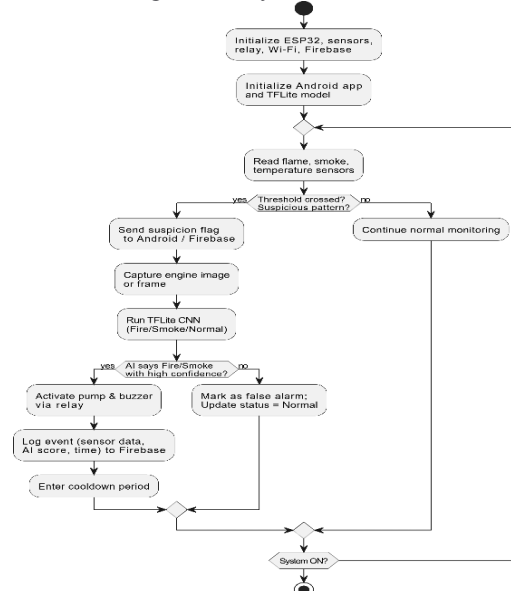 Initialize ESP32, sensors,
relay, Wi-Fi, Firebase
Initialize Android app
and TFLite model
Read flame, smoke,
temperature sensors
yes
Threshold crossed?
Suspicious pattern?
no
Send suspicion flag
to Android / Firebase
Continue normal monitoring
Capture engine image
or frame
Run TFLite CNN
(Fire/Smoke/Normal)
yes
AI says Fire/Smoke
with high confidence?
no
Activate pump & buzzer
via relay
Mark as false alarm;
Update status = Normal
Log event (sensor data,
AI score, time) to Firebase
Enter cooldown period
System ON?